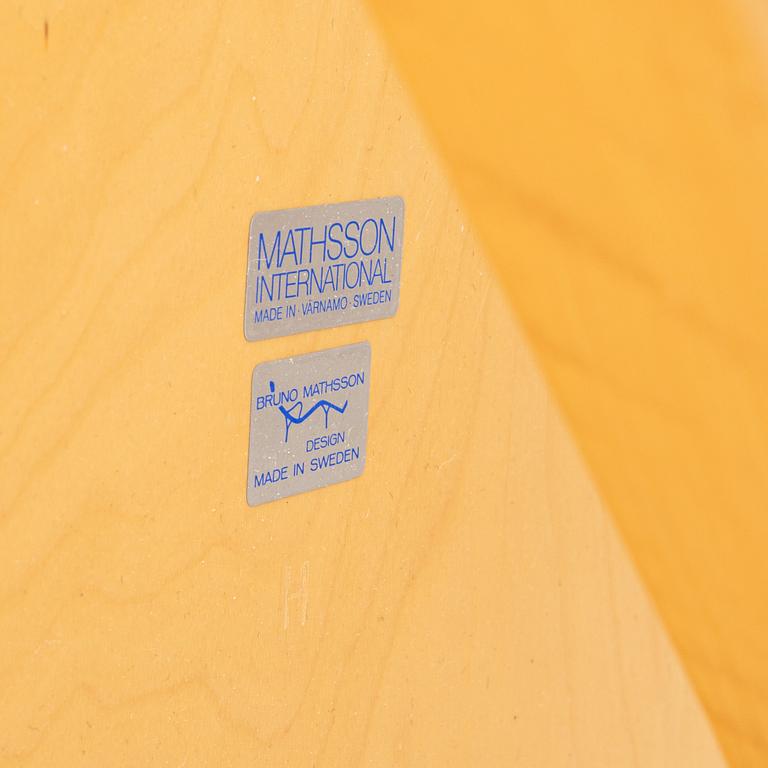 MATHSSON
INTERNATIONAL
MADE IN · VÄRNAMO · SWEDEN
BRUNO MATHSSON
DESIGN
MADE IN SWEDEN
H